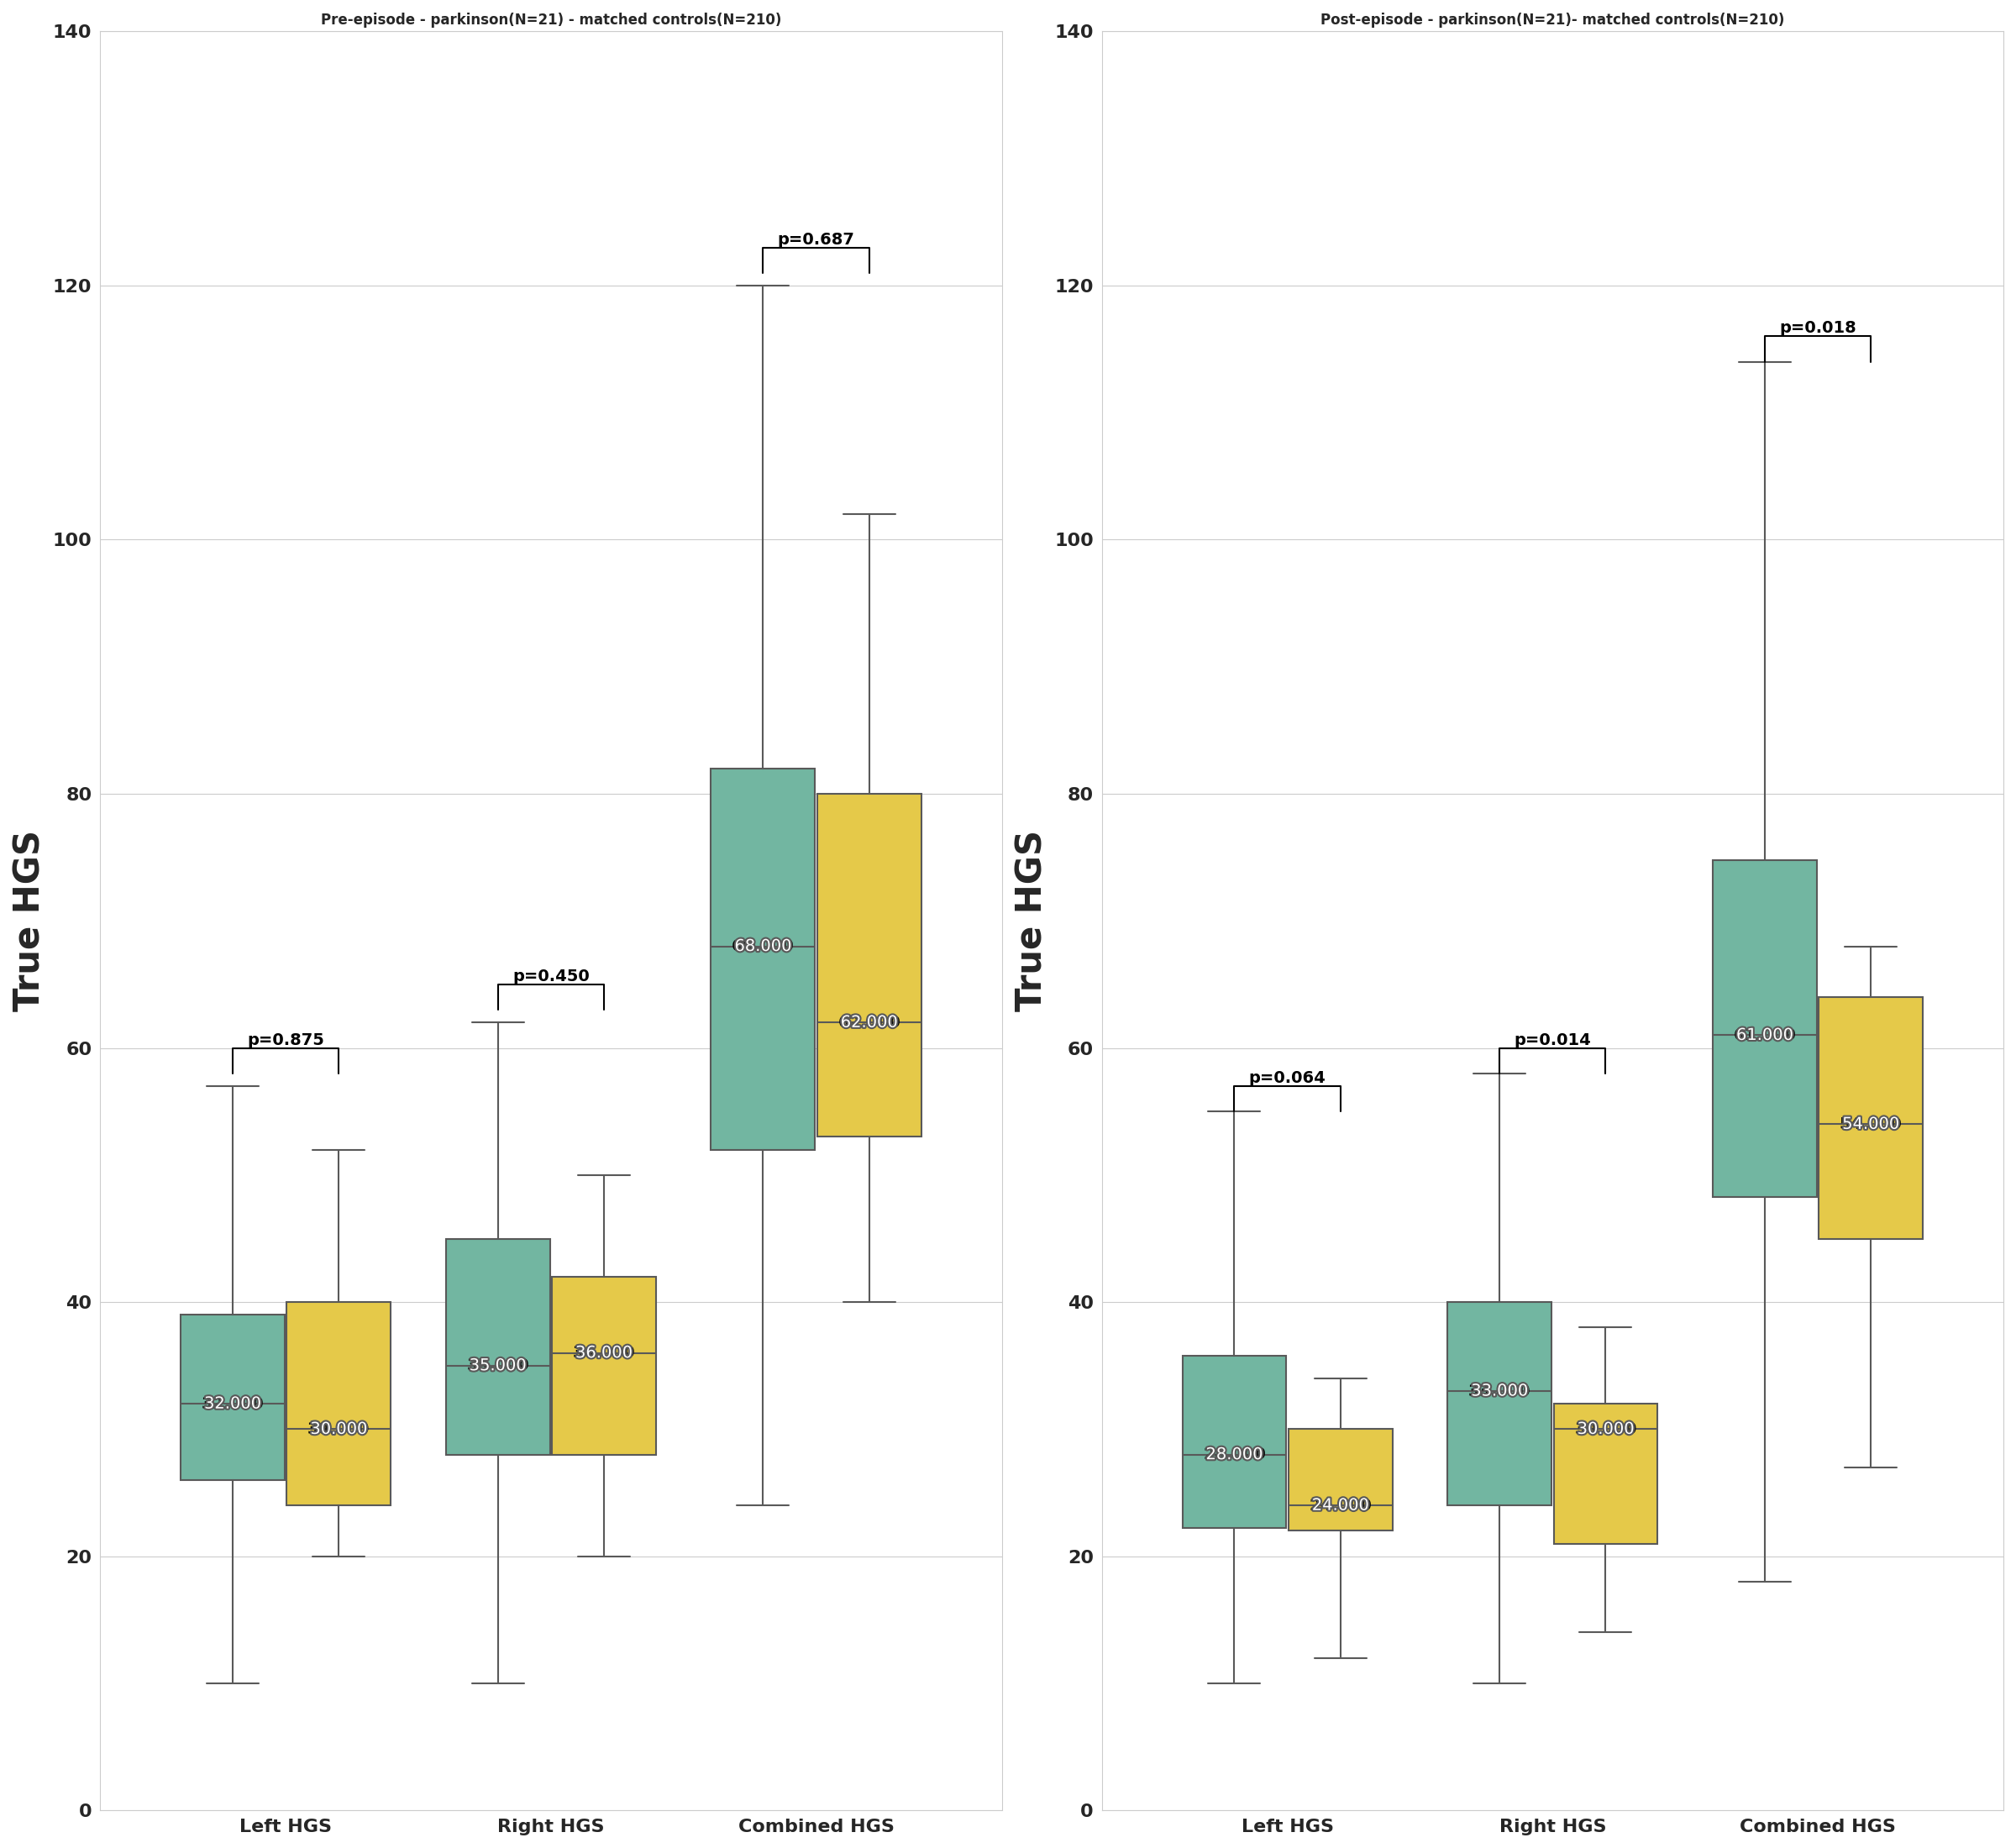 Pre-episode - parkinson(N=21) - matched controls(N=210)
True HGS
140
120
100
80
60
40
20
0
p=0.875
p=0.450
p=0.687
32.000
30.000
35.000
36.000
68.000
62.000
Left HGS
Right HGS
Combined HGS
Post-episode - parkinson(N=21)- matched controls(N=210)
True HGS
140
120
100
80
60
40
20
0
p=0.064
p=0.014
p=0.018
28.000
24.000
33.000
30.000
61.000
54.000
Left HGS
Right HGS
Combined HGS